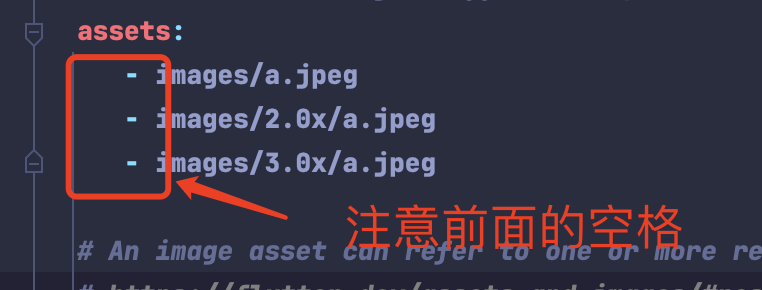 assets:
- images/a.jpeg
- images/2.0x/a.jpeg
- images/3.0x/a.jpeg
注意前面的空格
# An image asset can refer to one or more re